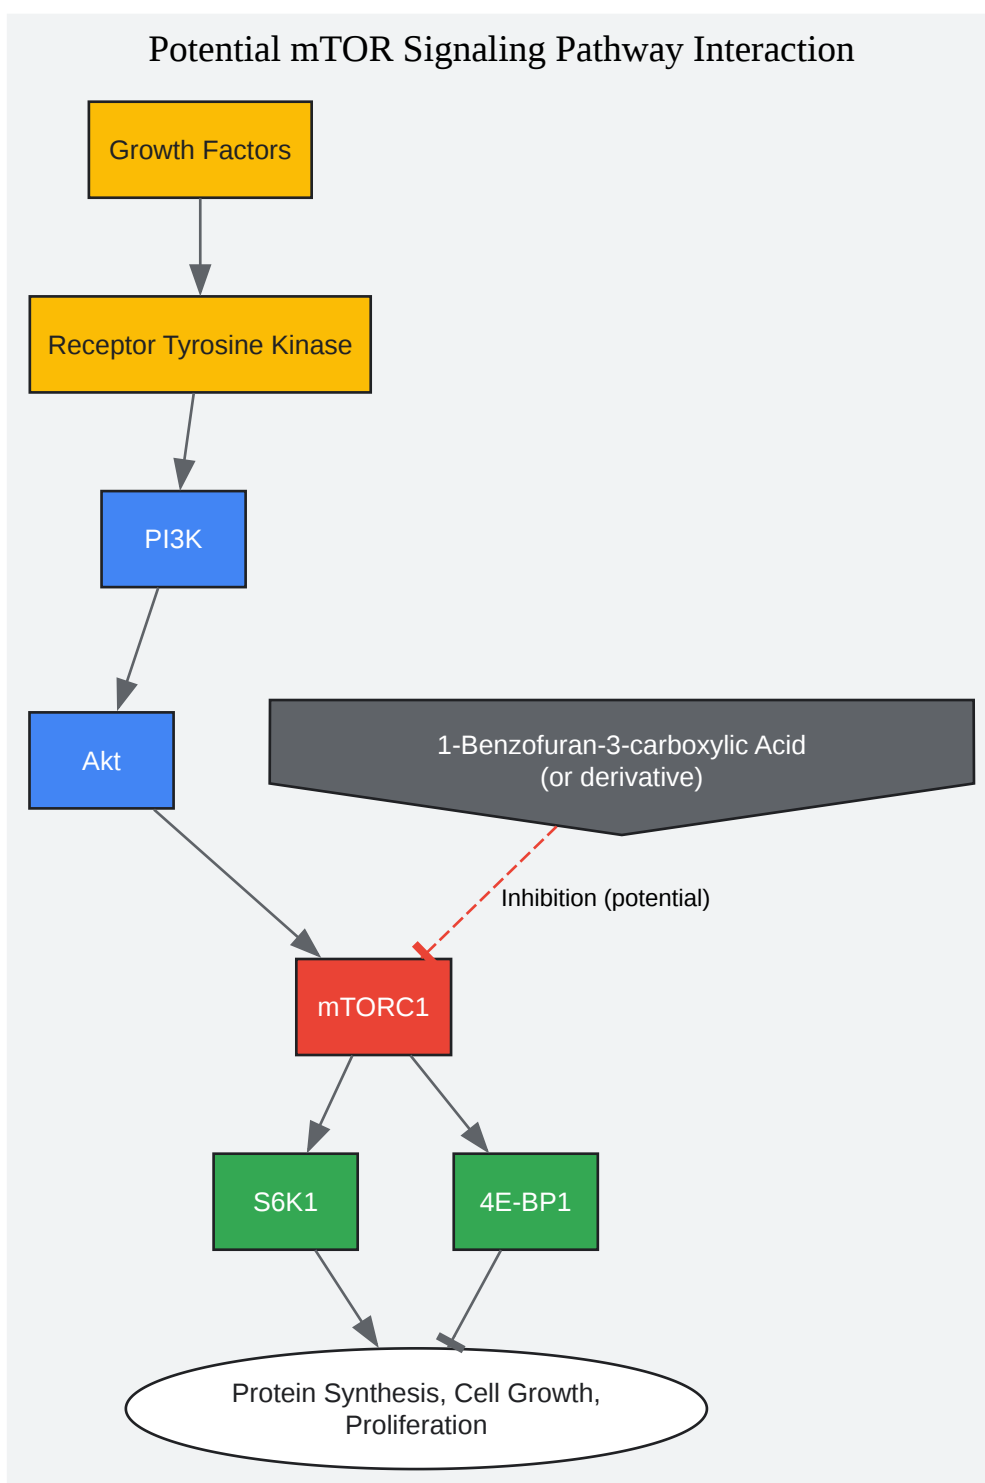 Potential mTOR Signaling Pathway Interaction
Growth Factors
Receptor Tyrosine Kinase
PI3K
Akt
1-Benzofuran-3-carboxylic Acid
(or derivative)
Inhibition (potential)
mTORC1
S6K1
4E-BP1
Protein Synthesis, Cell Growth,
Proliferation